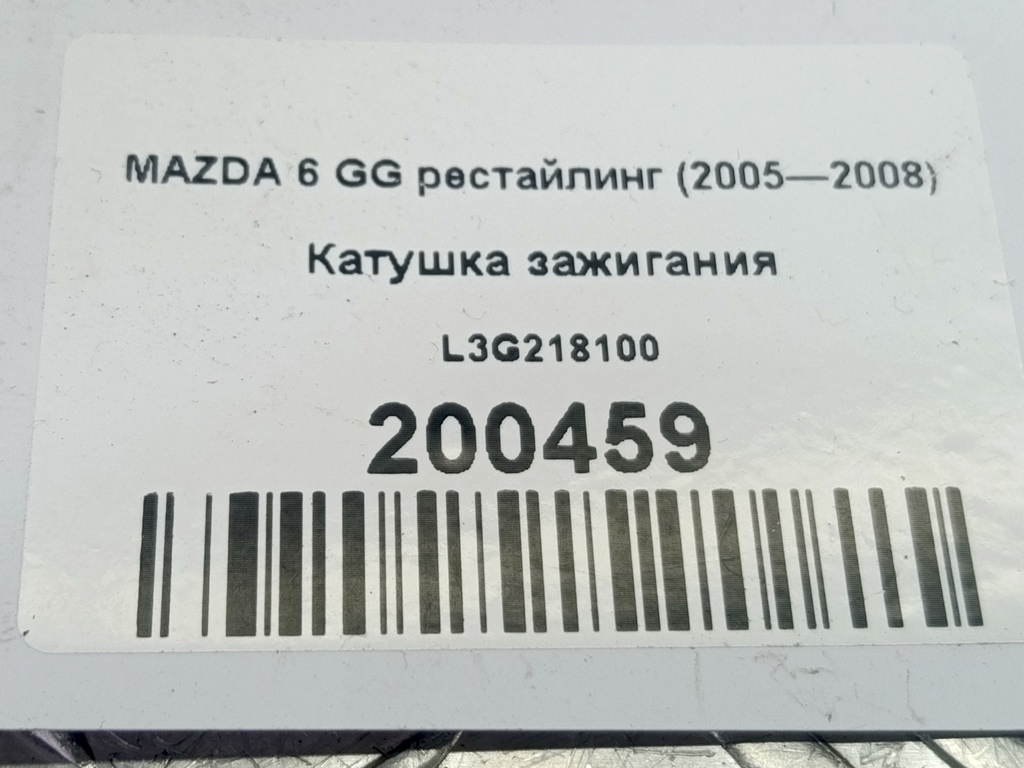 MAZDA 6 GG рестайлинг (2005—2008)
Катушка зажигания
L3G218100
200459